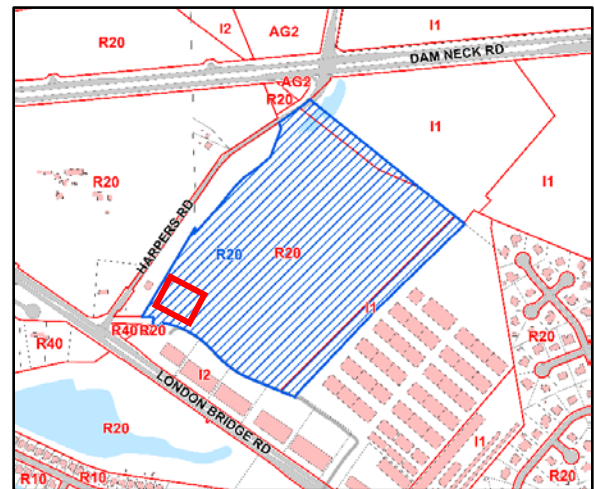 R20
I2
AG2
I1
DAM NECK RD
AG2
R20
I1
I1
R20
HARPERS RD
R20
R20
I1
R20
R40
R20
R40
I2
LONDON BRIDGE RD
R20
I1
R20
R10
R10